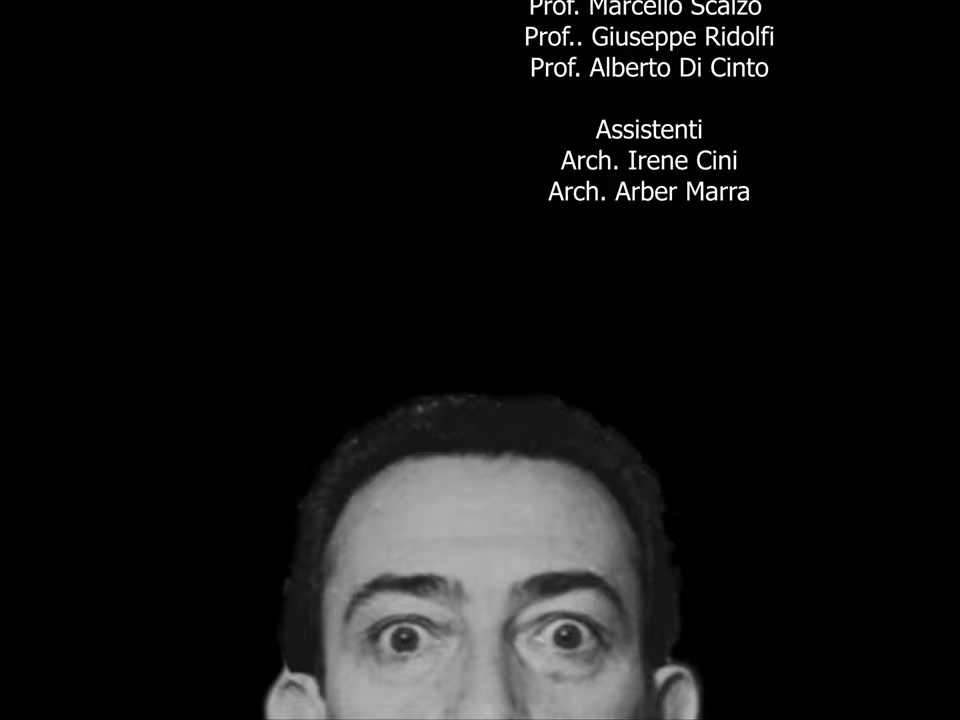 Prof. Marcello Scalzo
Prof.. Giuseppe Ridolfi
Prof. Alberto Di Cinto
Assistenti
Arch. Irene Cini
Arch. Arber Marra